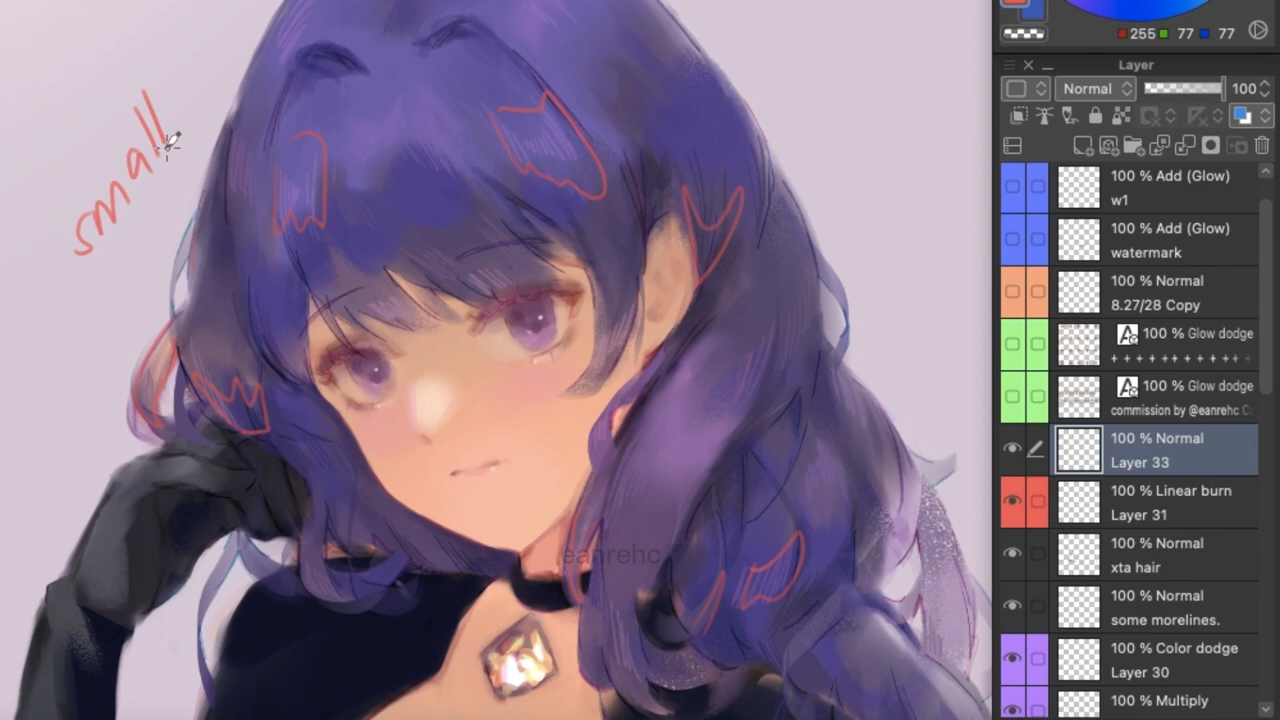 small
eanrehc
255 77 77
Layer
Normal 100
100 % Add (Glow)
w1
100 % Add (Glow)
watermark
100 % Normal
8.27/28 Copy
A 100 % Glow dodge
+ + + + + + + + + + + +
A 100 % Glow dodge
commission by @eanrehc
100 % Normal
Layer 33
100 % Linear burn
Layer 31
100 % Normal
xta hair
100 % Normal
some morelines.
100 % Color dodge
Layer 30
100 % Multiply